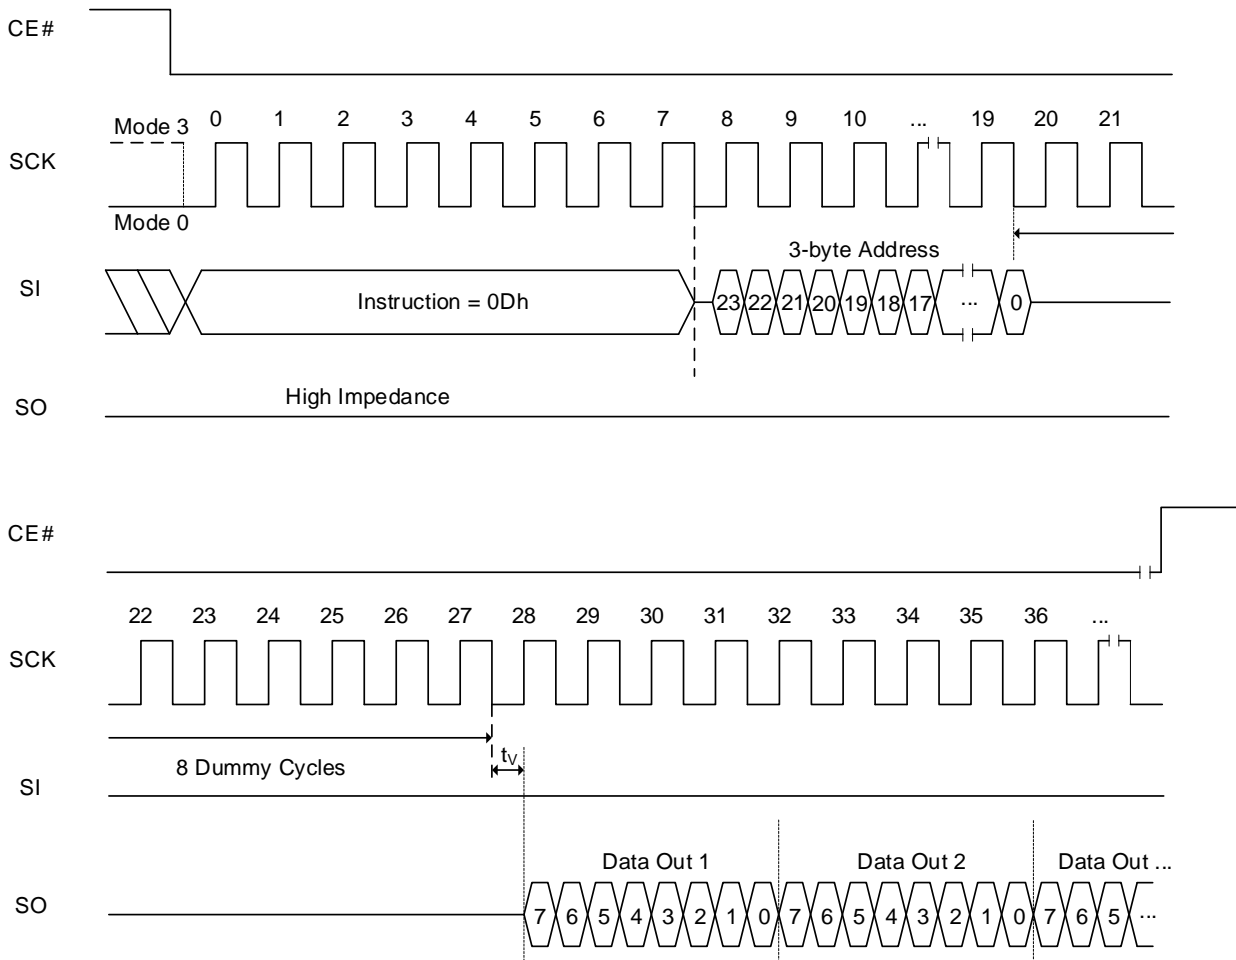 CE#
Mode 3 0 1 2 3 4 5 6 7 8 9 10 ... 19 20 21
SCK
Mode 0
3-byte Address
SI Instruction = 0Dh 23 22 21 20 19 18 17 ... 0
High Impedance
SO
CE#
22 23 24 25 26 27 28 29 30 31 32 33 34 35 36 ...
SCK
tV
8 Dummy Cycles
SI
Data Out 1 Data Out 2 Data Out ...
SO 7 6 5 4 3 2 1 0 7 6 5 4 3 2 1 0 7 6 5 ...